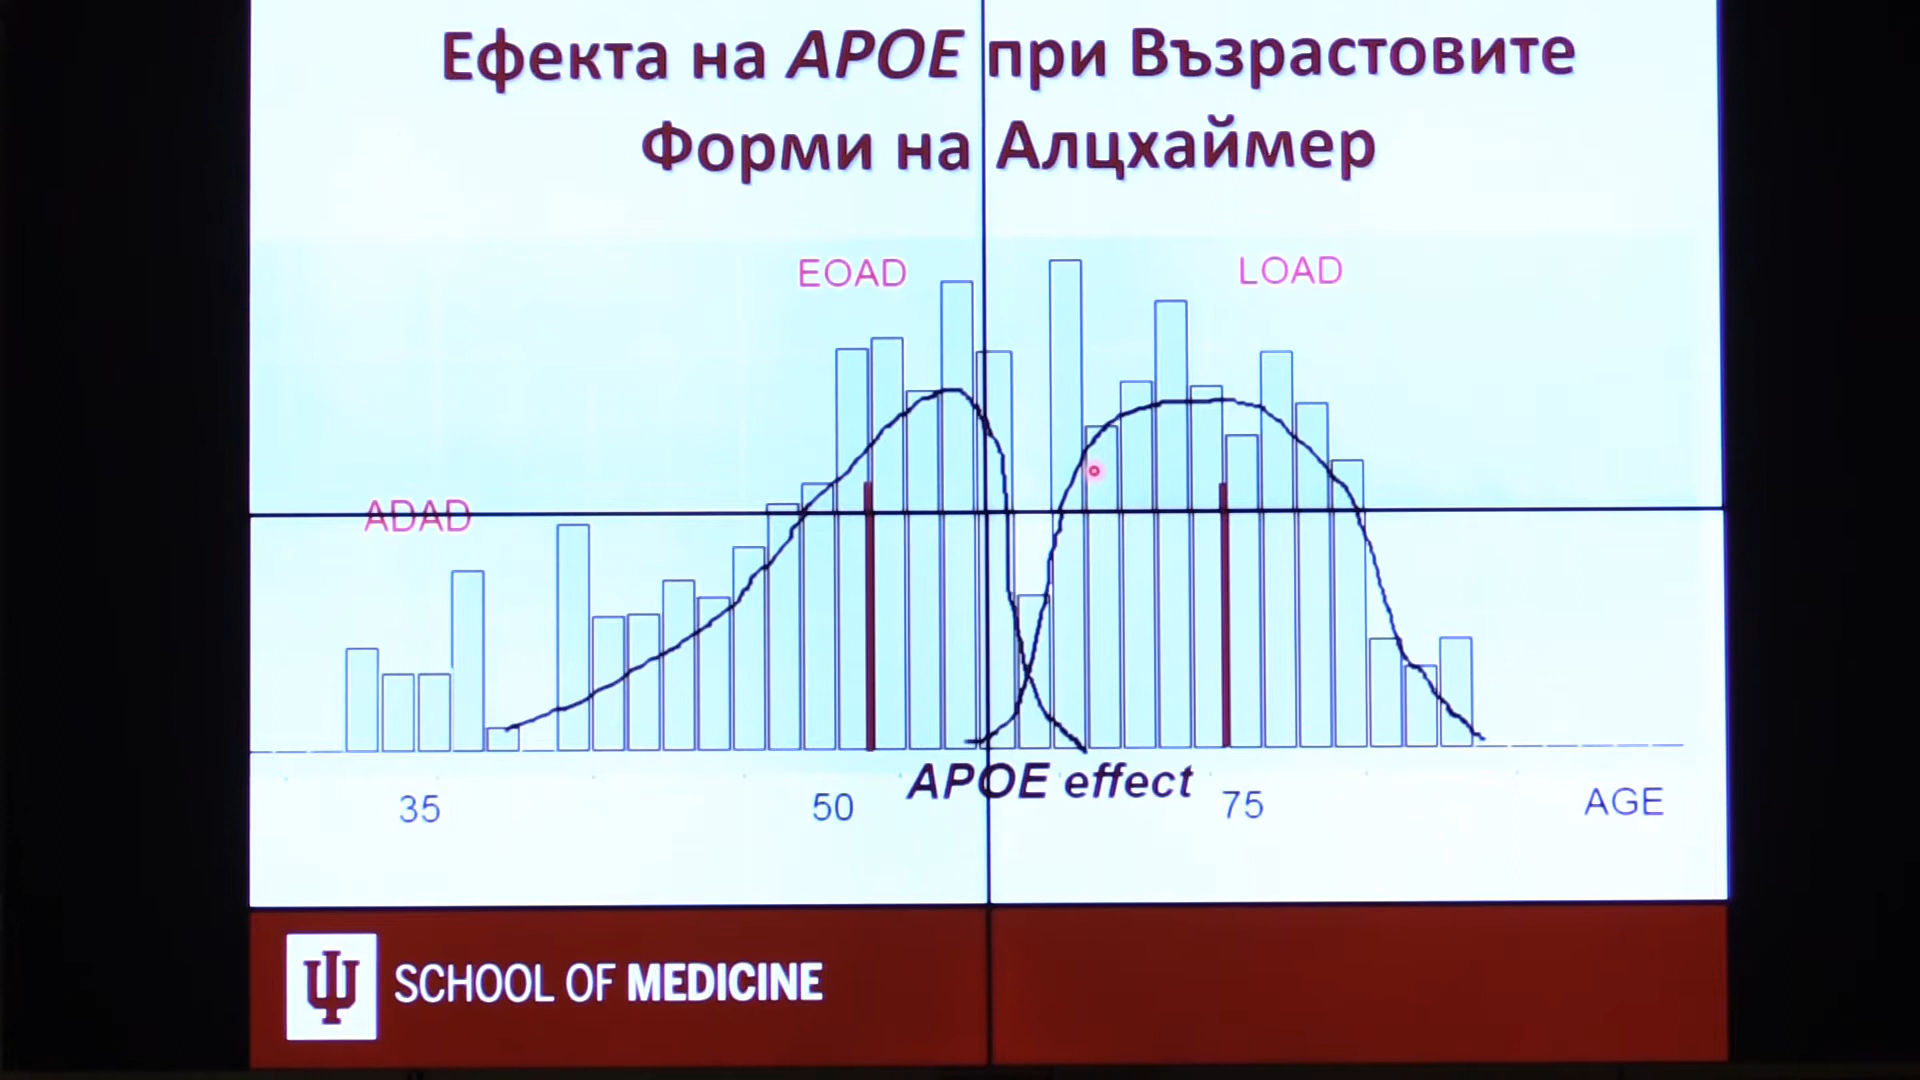 Ефекта на APOE при Възрастовите
Форми на Алцхаймер
EOAD
LOAD
ADAD
APOE effect
35
50
75
AGE
SCHOOL OF MEDICINE